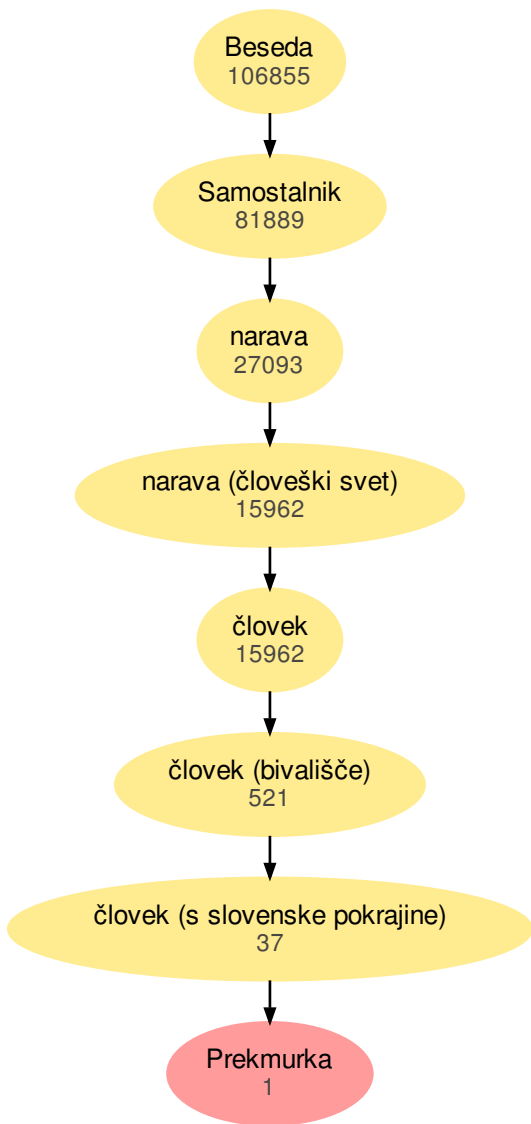 Beseda
106855
Samostalnik
81889
narava
27093
narava (človeški svet)
15962
človek
15962
človek (bivališče)
521
človek (s slovenske pokrajine)
37
Prekmurka
1